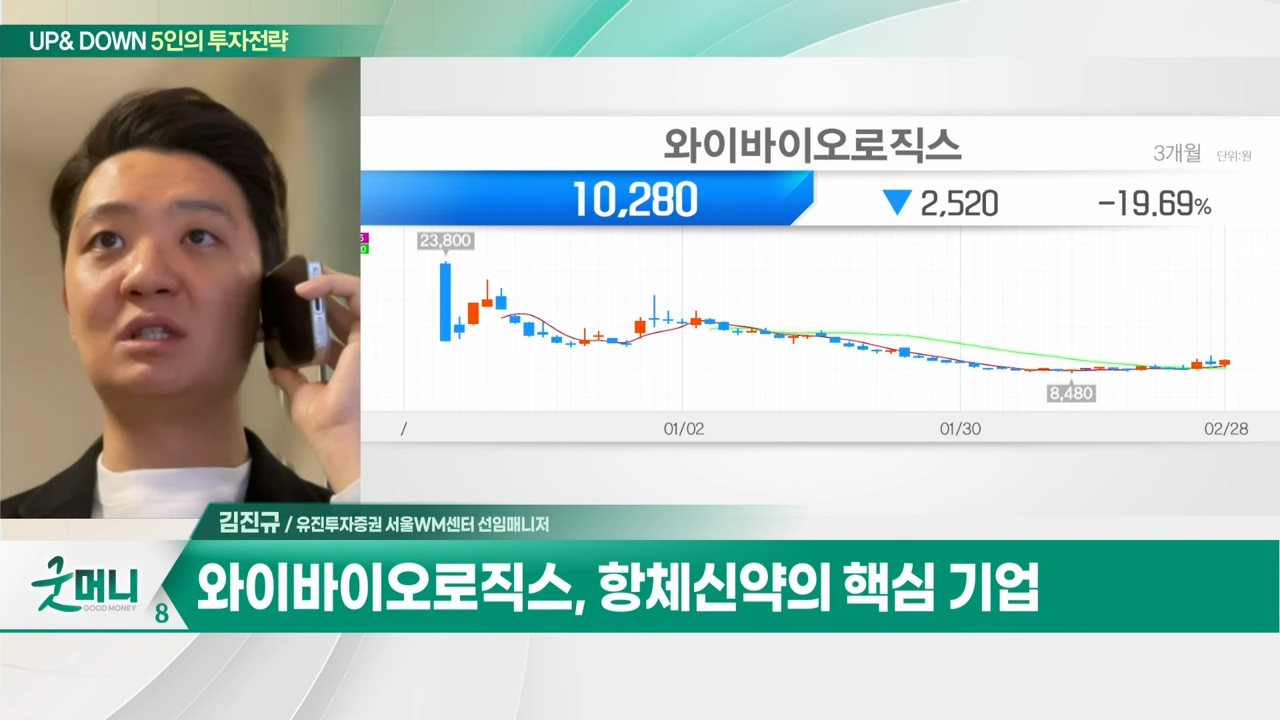 UP& DOWN 5인의 투자전략
와이바이오로직스
3개월 단위:원
10,280 ▼ 2,520 -19.69%
23,800
8,480
/ 01/02 01/30 02/28
김진규 / 유진투자증권 서울WM센터 선임매니저
굿머니
GOOD MONEY
8
와이바이오로직스, 항체신약의 핵심 기업